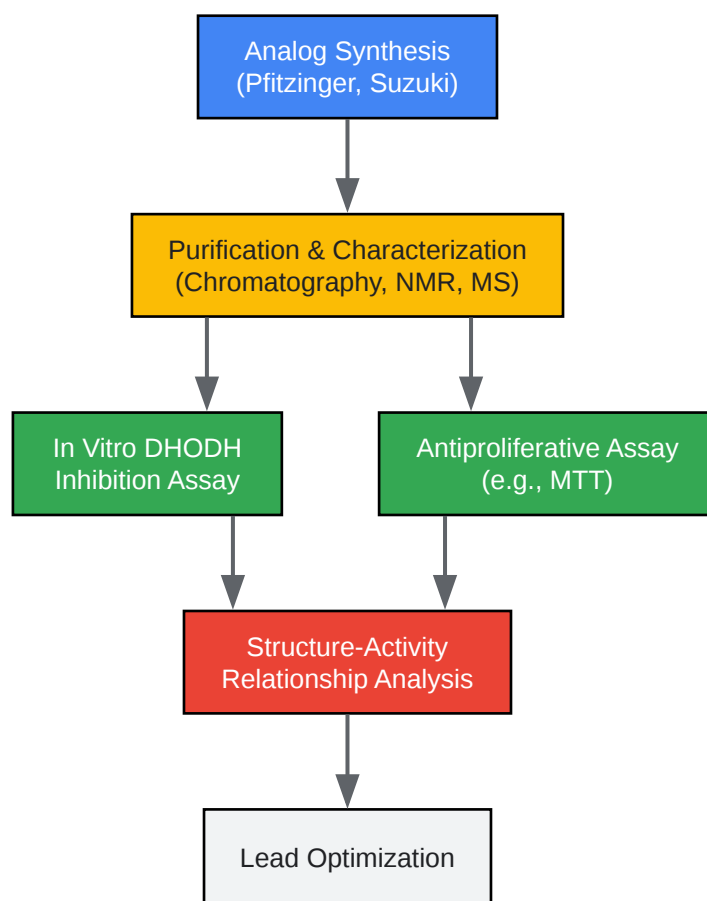 Analog Synthesis
(Pfitzinger, Suzuki)
Purification & Characterization
(Chromatography, NMR, MS)
In Vitro DHODH
Inhibition Assay
Antiproliferative Assay
(e.g., MTT)
Structure-Activity
Relationship Analysis
Lead Optimization